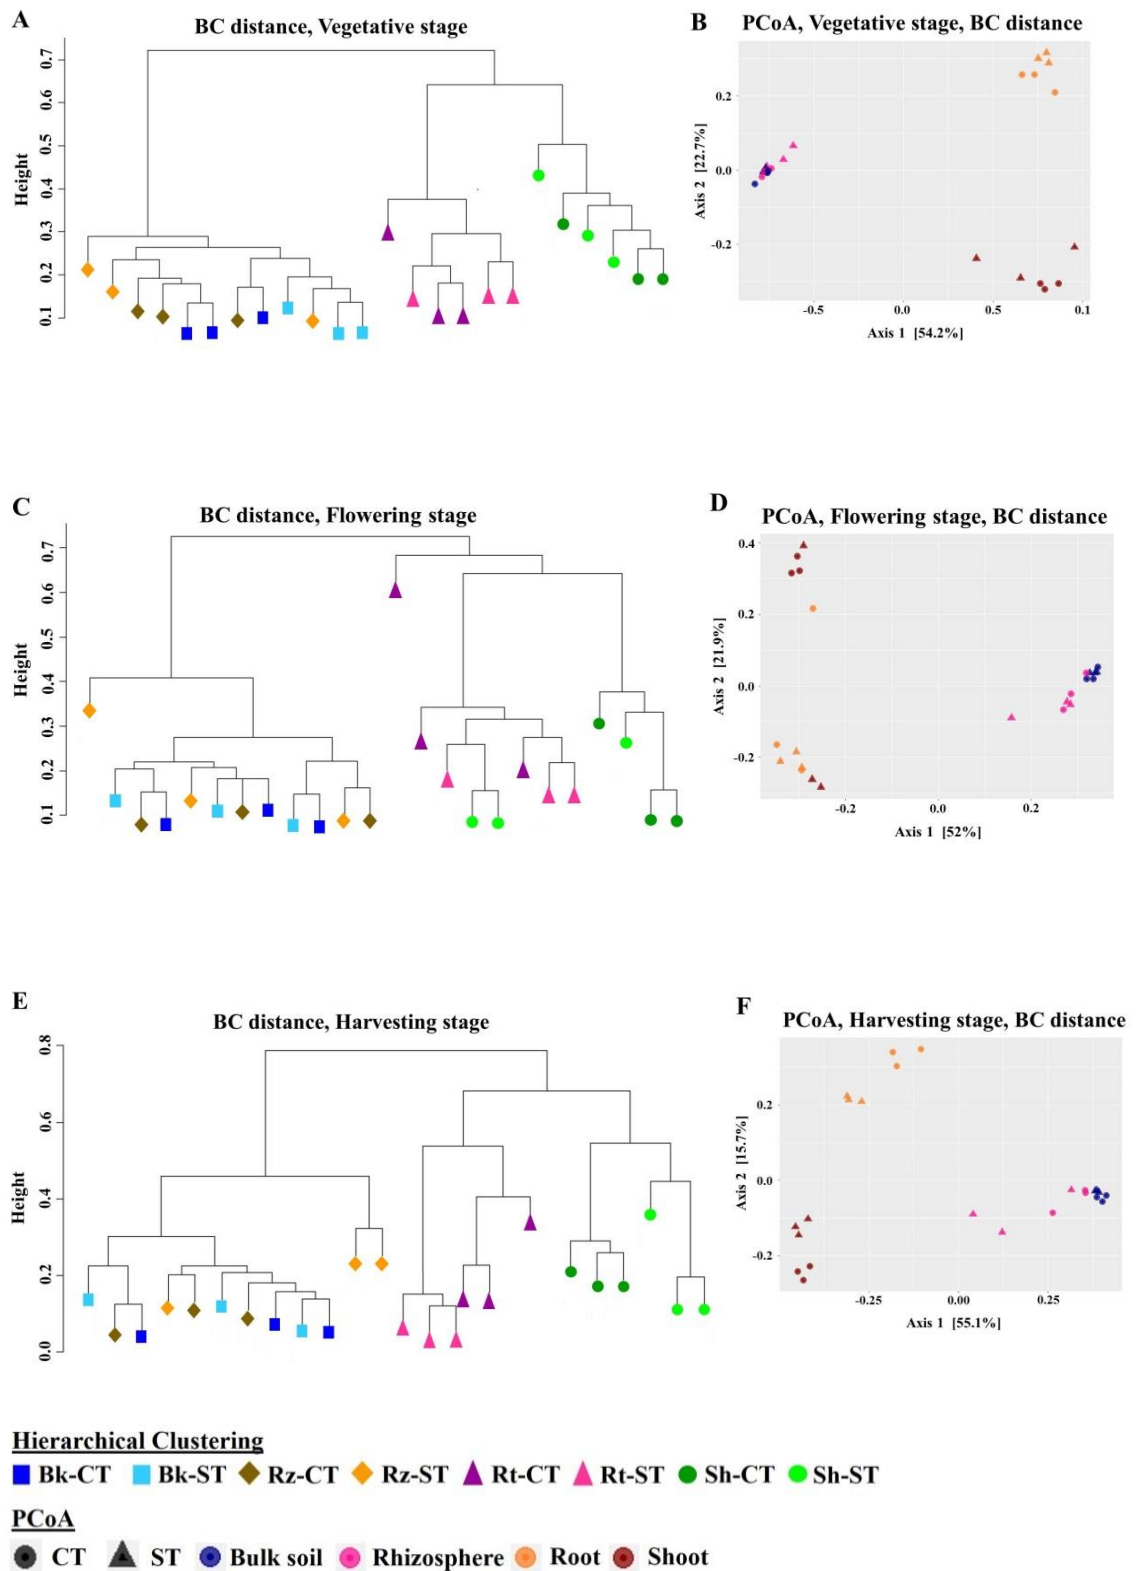 A
BC distance, Vegetative stage
Height
0.7
0.6
0.5
0.4
0.3
0.2
0.1
B
PCoA, Vegetative stage, BC distance
Axis 2 [22.7%]
0.2
0.0
-0.2
-0.5
0.0
0.5
0.1
Axis 1 [54.2%]
C
BC distance, Flowering stage
Height
0.7
0.6
0.5
0.4
0.3
0.2
0.1
D
PCoA, Flowering stage, BC distance
Axis 2 [21.9%]
0.4
0.2
0.0
-0.2
-0.2
0.0
0.2
Axis 1 [52%]
E
BC distance, Harvesting stage
Height
0.8
0.6
0.4
0.2
0.0
F
PCoA, Harvesting stage, BC distance
Axis 2 [15.7%]
0.2
0.0
-0.2
-0.25
0.00
0.25
Axis 1 [55.1%]
Hierarchical Clustering
Bk-CT Bk-ST Rz-CT Rz-ST Rt-CT Rt-ST Sh-CT Sh-ST
PCoA
CT ST Bulk soil Rhizosphere Root Shoot